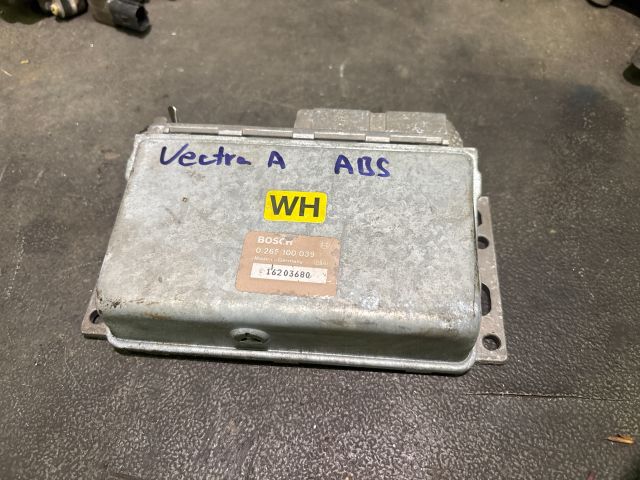 Vectra A ABS
WH
BOSCH
0 265 100 039
16203680